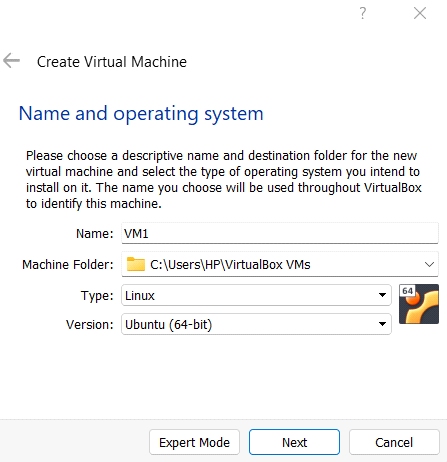 ?
Create Virtual Machine
Name and operating system
Please choose a descriptive name and destination folder for the new
virtual machine and select the type of operating system you intend to
install on it. The name you choose will be used throughout VirtualBox
to identify this machine.
Name: VM1
Machine Folder: C:\Users\HP\VirtualBox VMs
Type: Linux
64
Version: Ubuntu (64-bit)
Expert Mode Next Cancel